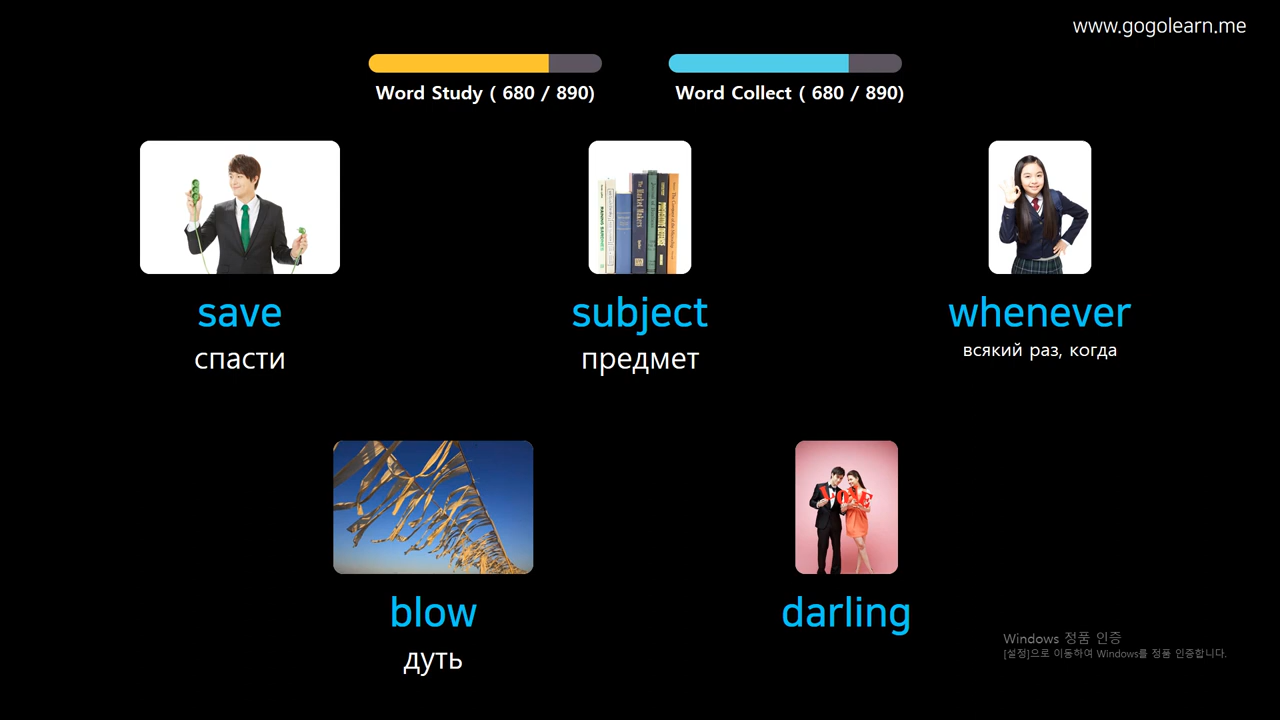 www.gogolearn.me
Word Study ( 680 / 890)
Word Collect ( 680 / 890)
save
спасти
subject
предмет
whenever
всякий раз, когда
blow
дуть
darling
Windows 정품 인증
[설정]으로 이동하여 Windows를 정품 인증합니다.